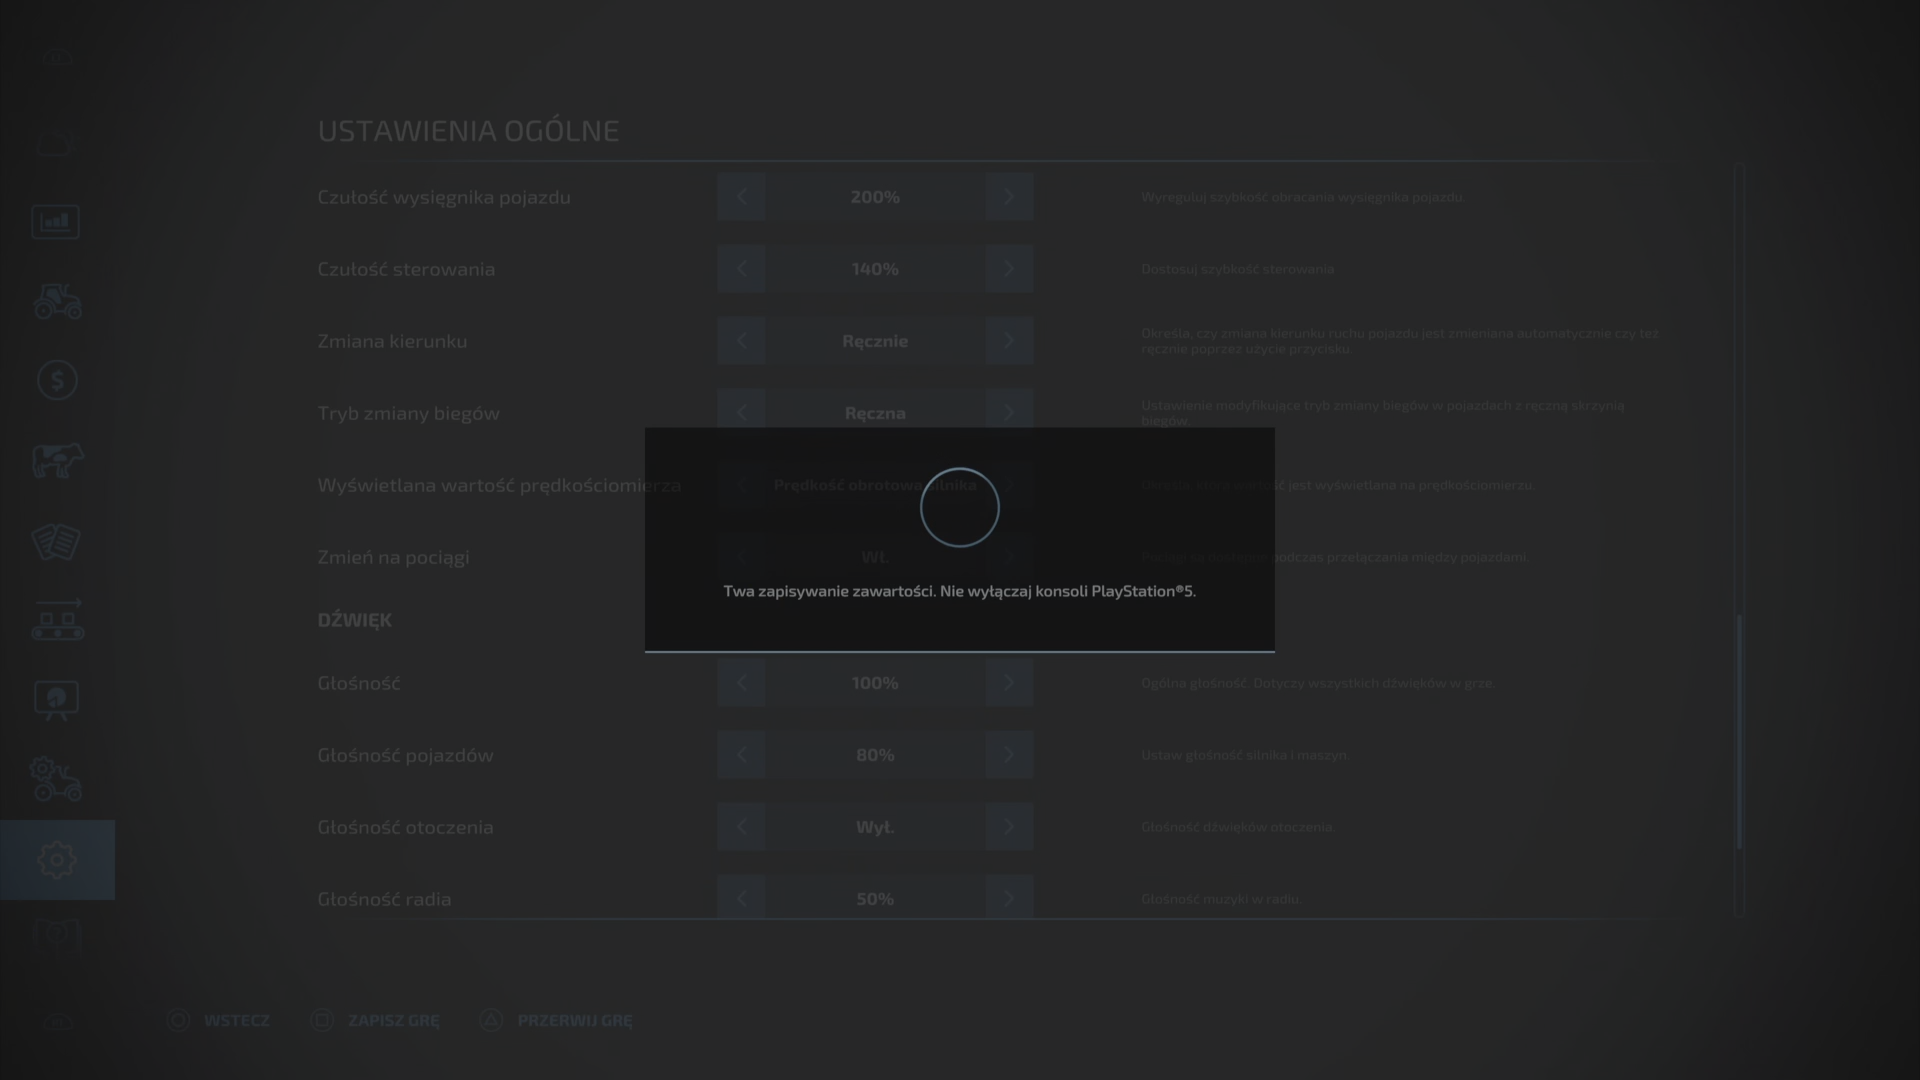 USTAWIENIA OGÓLNE
Czułość wysięgnika pojazdu 200% Wyreguluj szybkość obracania wysięgnika pojazdu
Czułość sterowania 140% Dostosuj szybkość sterowania
Zmiana kierunku Ręcznie Określa, czy zmiana kierunku ruchu pojazdu jest zmieniana automatycznie czy też
ręcznie poprzez użycie przycisku.
Tryb zmiany biegów Ręczna Ustawienie modyfikujące tryb zmiany biegów w pojazdach z ręczną skrzynią
biegów.
Wyświetlana wartość prędkościomierza Prędkość obrotowa silnika jest wyświetlana na prędkościomierzu.
Zmień na pociągi Wł. podczas przełączania między pojazdami.
Twa zapisywanie zawartości. Nie wyłączaj konsoli PlayStation®5.
DŹWIĘK
Głośność 100% Ogólna głośność. Dotyczy wszystkich dźwięków w grze.
Głośność pojazdów 80% Ustaw głośność silnika i maszyn.
Głośność otoczenia Wył. Głośność dźwięków otoczenia.
Głośność radia 50% Głośność muzyki w radiu.
WSTECZ ZAPISZ GRĘ PRZERWIJ GRĘ